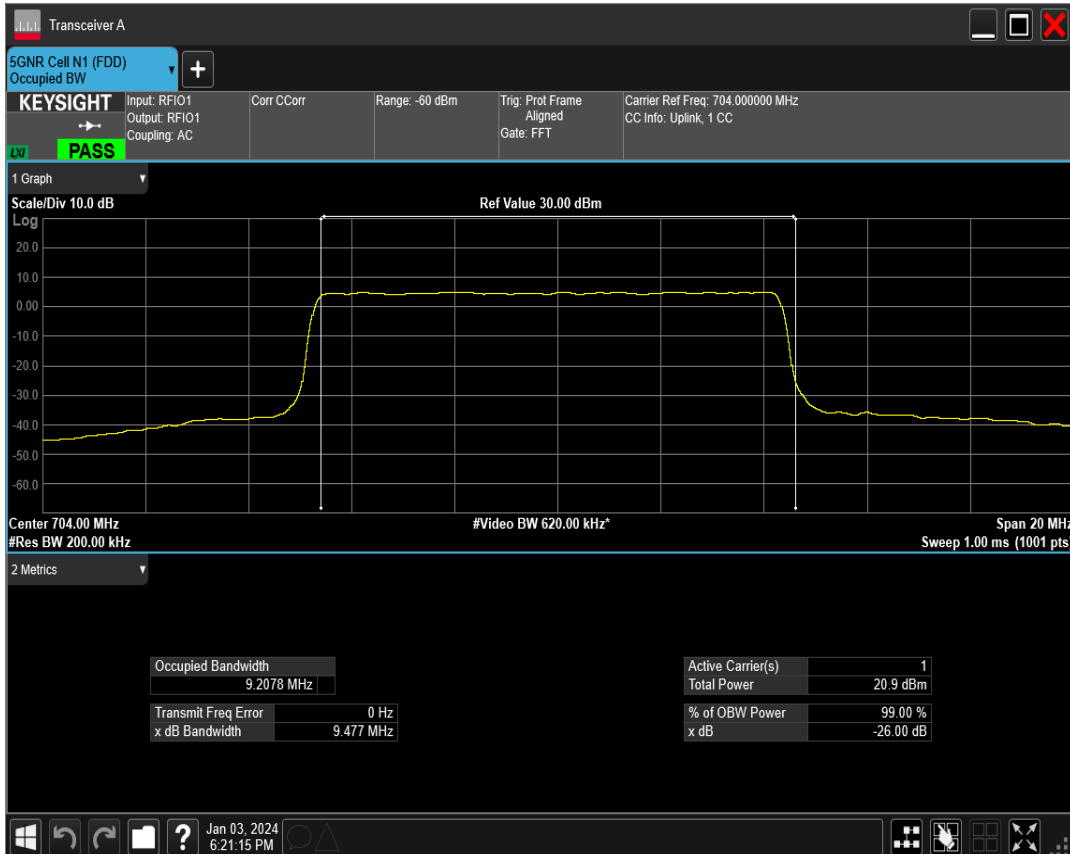 Transceiver A
5GNR Cell N1 (FDD)
Occupied BW
+
KEYSIGHT
LXI
PASS
Input: RFIO1
Output: RFIO1
Coupling: AC
Corr CCorr
Range: -60 dBm
Trig: Prot Frame
Aligned
Gate: FFT
Carrier Ref Freq: 704.000000 MHz
CC Info: Uplink, 1 CC
1 Graph
Scale/Div 10.0 dB
Ref Value 30.00 dBm
Log
20.0
10.0
0.00
-10.0
-20.0
-30.0
-40.0
-50.0
-60.0
Center 704.00 MHz
#Video BW 620.00 kHz*
Span 20 MHz
#Res BW 200.00 kHz
Sweep 1.00 ms (1001 pts)
2 Metrics
Occupied Bandwidth
9.2078 MHz
Transmit Freq Error 0 Hz
x dB Bandwidth 9.477 MHz
Active Carrier(s) 1
Total Power 20.9 dBm
% of OBW Power 99.00 %
x dB -26.00 dB
?
Jan 03, 2024
6:21:15 PM